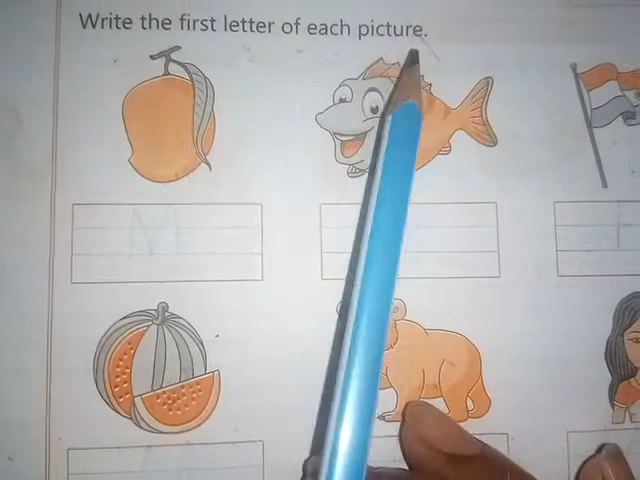 Write the first letter of each picture.
M
F